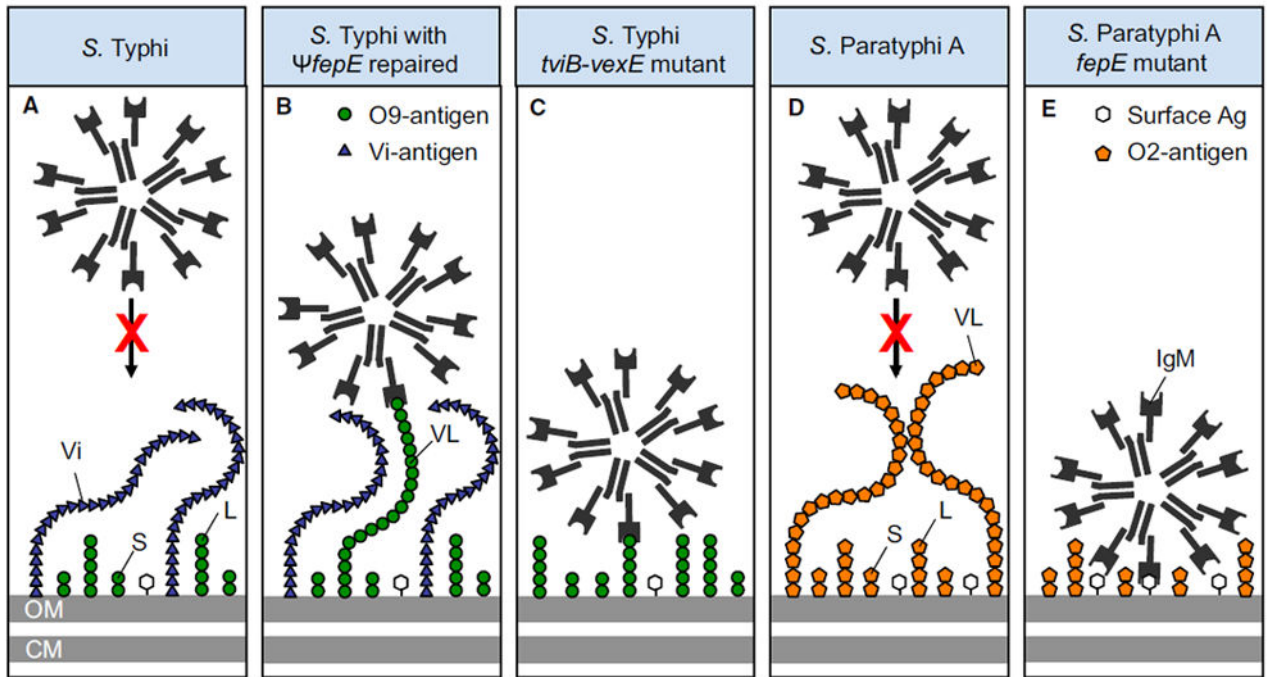 S. Typhi
S. Typhi with
ΨfepE repaired
S. Typhi
tviB-vexE mutant
S. Paratyphi A
S. Paratyphi A
fepE mutant
A
X
Vi
S
L
OM
CM
B
O9-antigen
Vi-antigen
VL
C
D
X
VL
S
L
E
Surface Ag
O2-antigen
IgM